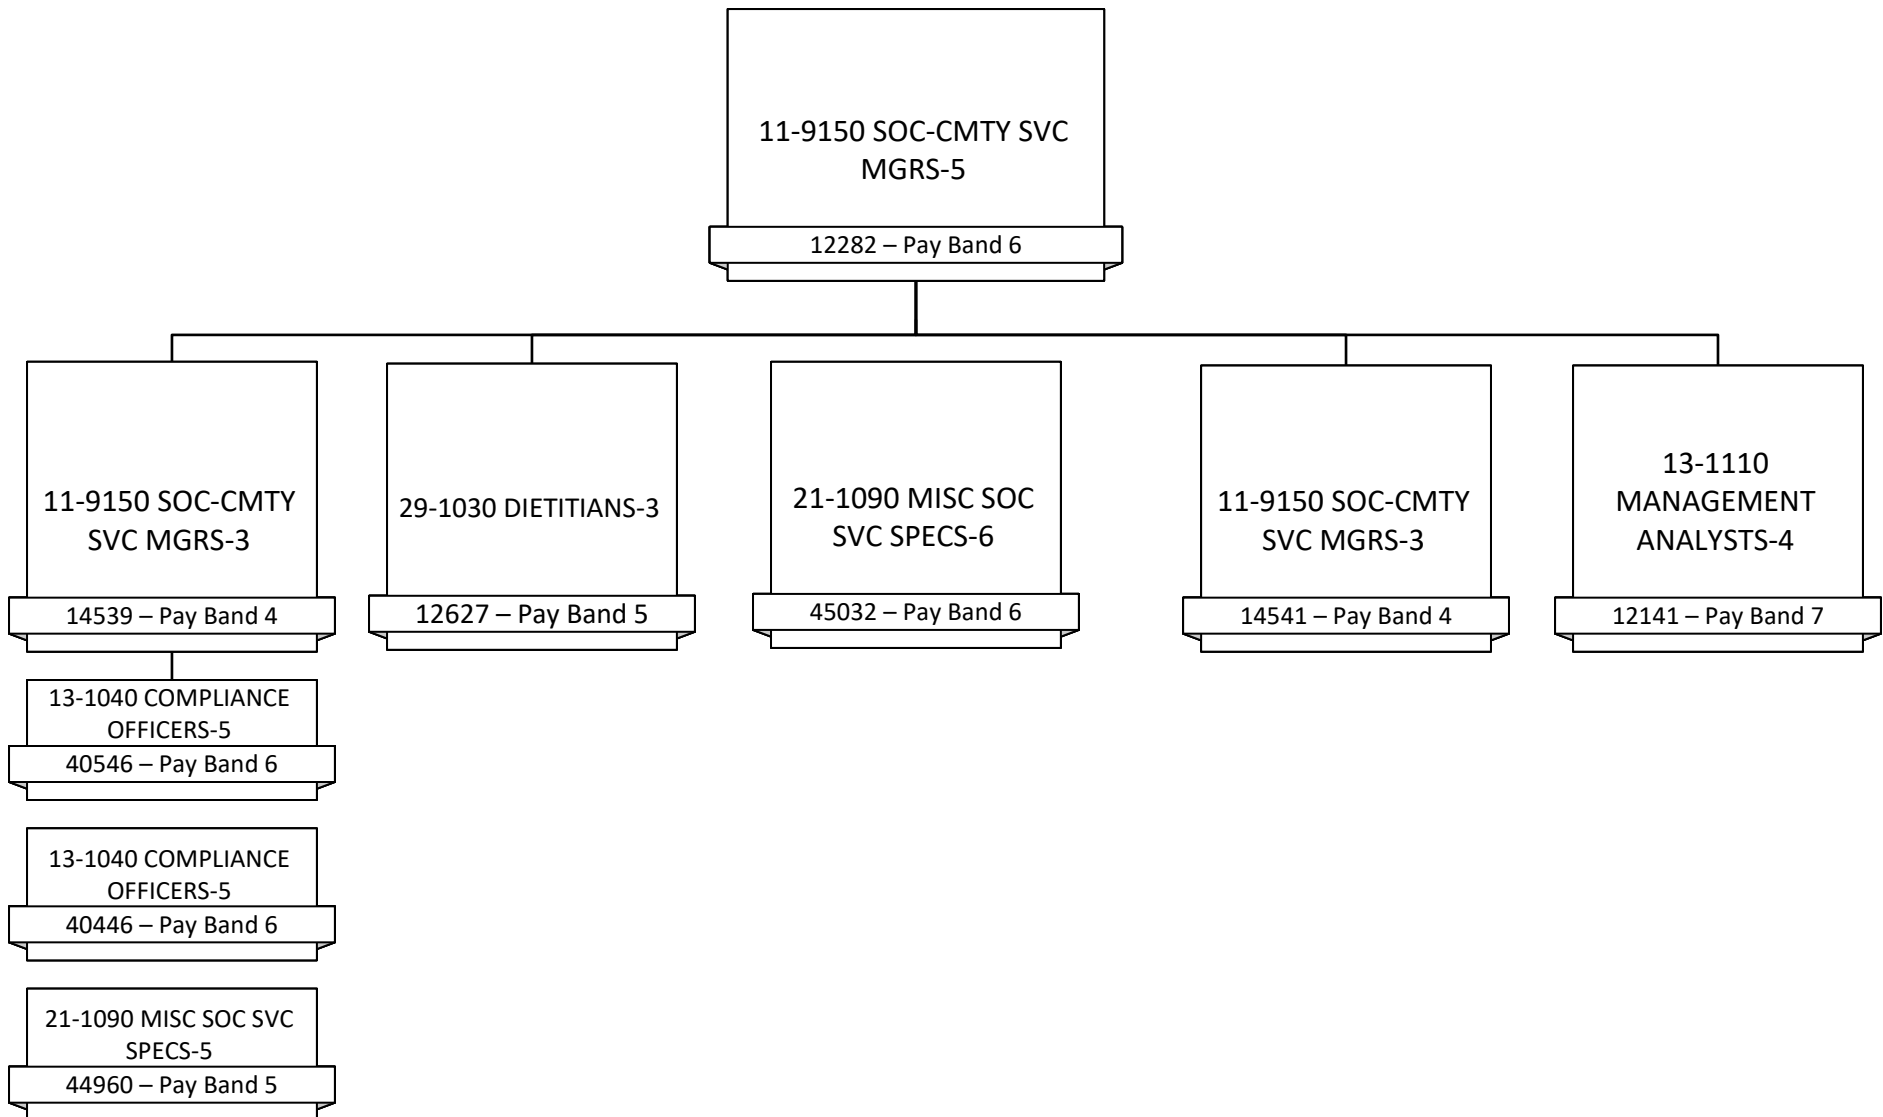 11-9150 SOC-CMTY SVC
MGRS-5
12282 – Pay Band 6
11-9150 SOC-CMTY
SVC MGRS-3
14539 – Pay Band 4
29-1030 DIETITIANS-3
12627 – Pay Band 5
21-1090 MISC SOC
SVC SPECS-6
45032 – Pay Band 6
11-9150 SOC-CMTY
SVC MGRS-3
14541 – Pay Band 4
13-1110
MANAGEMENT
ANALYSTS-4
12141 – Pay Band 7
13-1040 COMPLIANCE
OFFICERS-5
40546 – Pay Band 6
13-1040 COMPLIANCE
OFFICERS-5
40446 – Pay Band 6
21-1090 MISC SOC SVC
SPECS-5
44960 – Pay Band 5